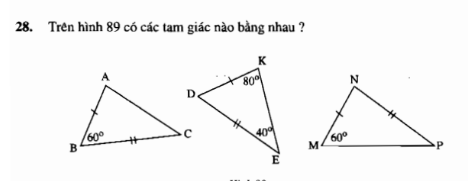 28. Trên hình 89 có các tam giác nào bằng nhau ?
A
60°
B
C
K
80°
D
40°
E
N
60°
M
P